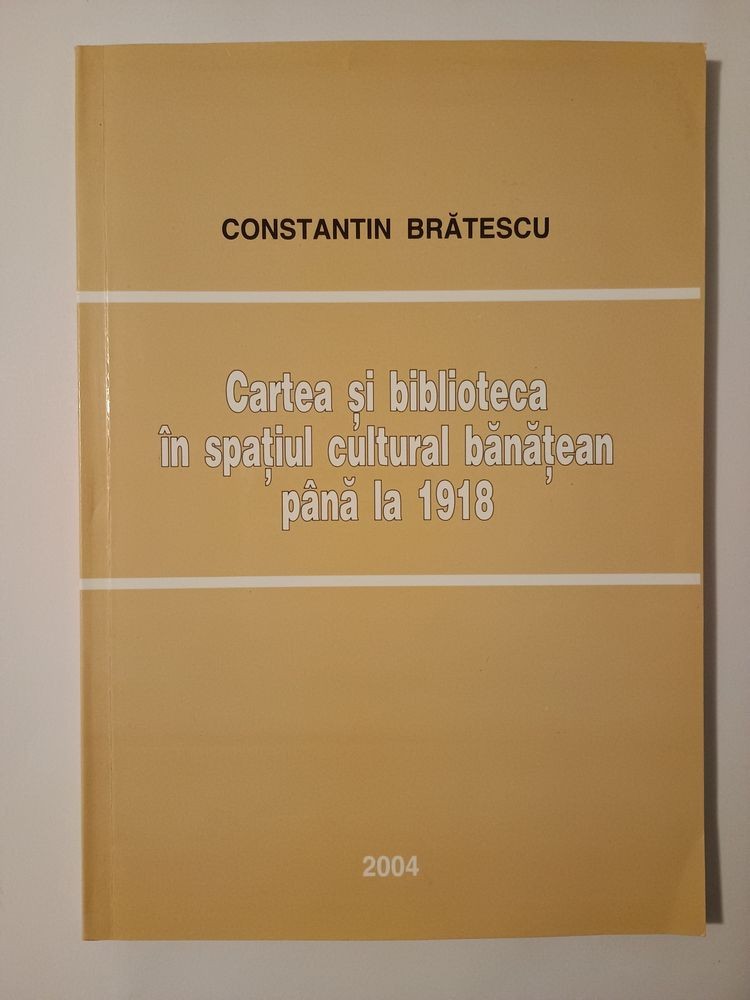 CONSTANTIN BRĂTESCU
Cartea și biblioteca
în spațiul cultural bănățean
până la 1918
2004